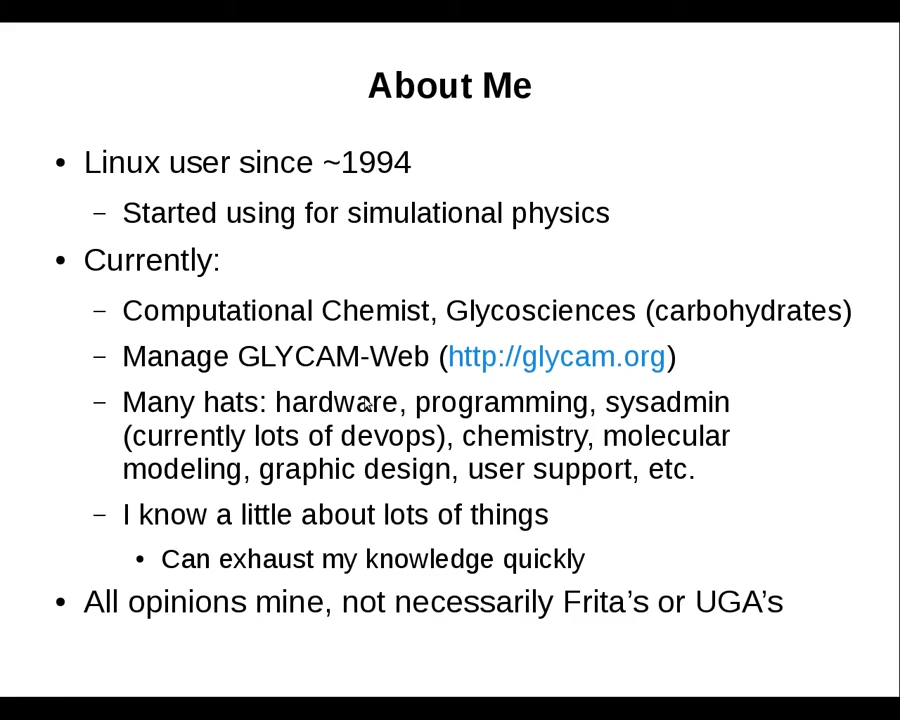 About Me
• Linux user since ~1994
– Started using for simulational physics
• Currently:
– Computational Chemist, Glycosciences (carbohydrates)
– Manage GLYCAM-Web (http://glycam.org)
– Many hats: hardware, programming, sysadmin
(currently lots of devops), chemistry, molecular
modeling, graphic design, user support, etc.
– I know a little about lots of things
• Can exhaust my knowledge quickly
• All opinions mine, not necessarily Frita’s or UGA’s